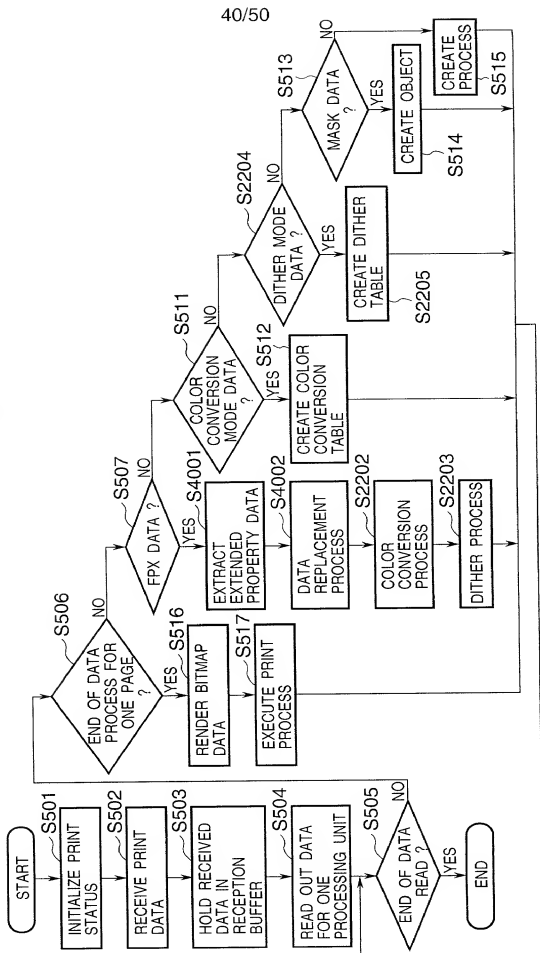 40/50
START
S501
INITIALIZE PRINT
STATUS
S502
RECEIVE PRINT
DATA
S503
HOLD RECEIVED
DATA IN
RECEPTION
BUFFER
S504
READ OUT DATA
FOR ONE
PROCESSING UNIT
S505
END OF DATA
READ ?
NO
YES
END
S506
END OF DATA
PROCESS FOR
ONE PAGE
?
NO
YES
S516
RENDER BITMAP
DATA
S517
EXECUTE PRINT
PROCESS
S507
FPX DATA ?
NO
YES
S4001
EXTRACT
EXTENDED
PROPERTY DATA
S4002
DATA
REPLACEMENT
PROCESS
S2202
COLOR
CONVERSION
PROCESS
S2203
DITHER PROCESS
S511
COLOR
CONVERSION
MODE DATA
?
NO
YES
S512
CREATE COLOR
CONVERSION
TABLE
S2204
DITHER MODE
DATA ?
NO
YES
CREATE DITHER
TABLE
S2205
S513
MASK DATA
?
NO
YES
CREATE OBJECT
S514
CREATE
PROCESS
S515